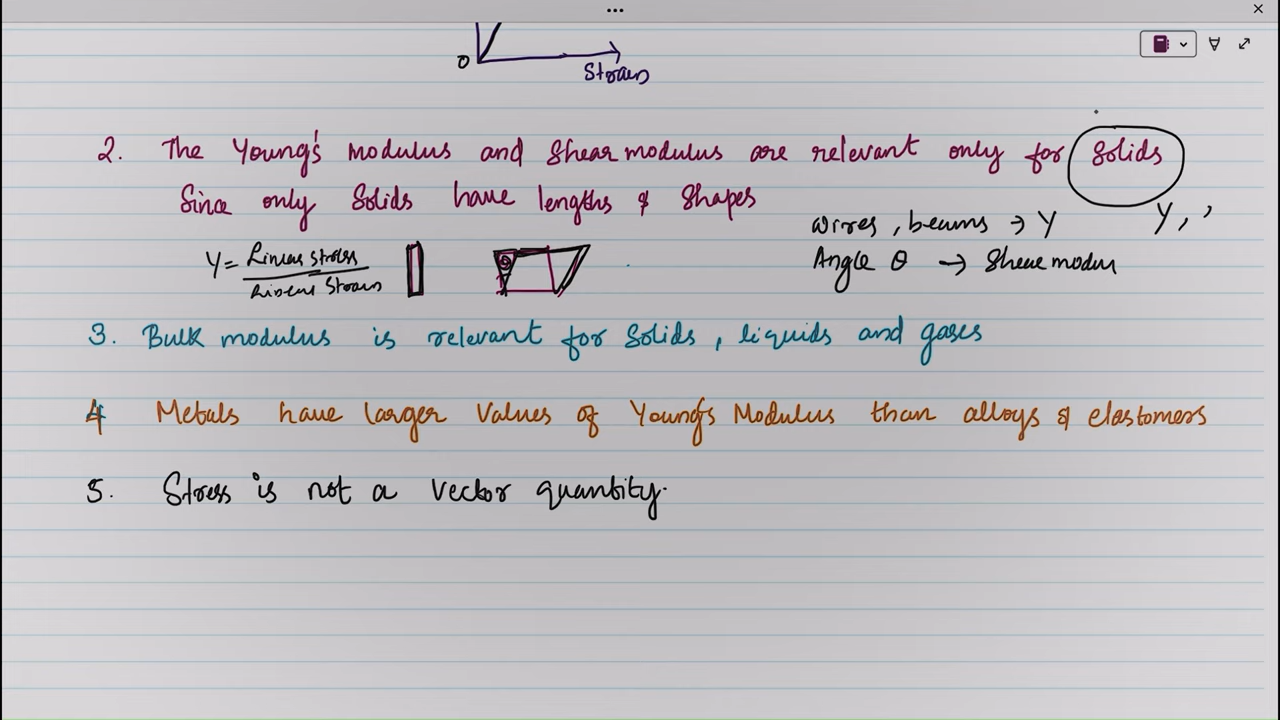 0
Strain
2. The Young's modulus and Shear modulus are relevant only for Solids
Since only Solids have lengths & Shapes
Wires, beams → Y
Y, ,
Y = Linear stress / Linear Strain
θ
Angle θ → Shear modu
3. Bulk modulus is relevant for Solids, liquids and gases
4 Metals have larger values of Young's Modulus than alloys & elastomers
5. Stress is not a vector quantity.